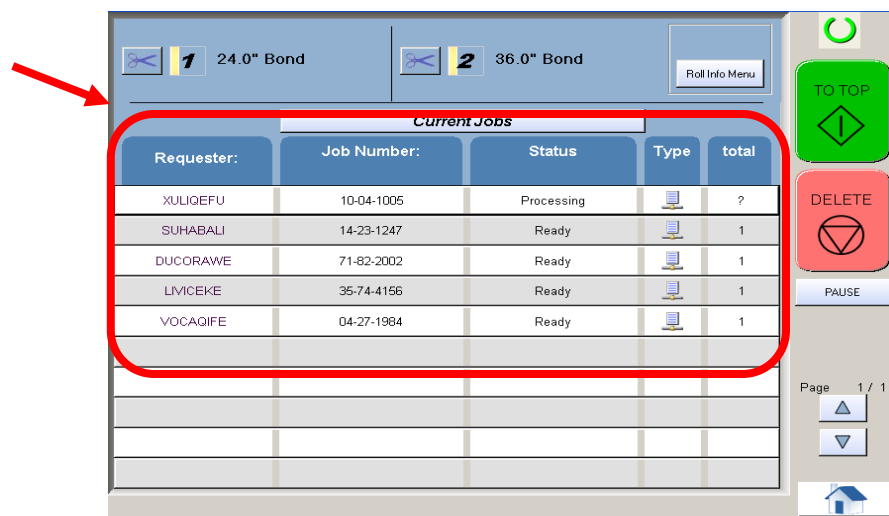 1 24.0" Bond
2 36.0" Bond
Roll Info Menu
Current Jobs
Requester: Job Number: Status Type total
XULIQEFU 10-04-1005 Processing ?
SUHABALI 14-23-1247 Ready 1
DUCORAWE 71-82-2002 Ready 1
LIVICEKE 35-74-4156 Ready 1
VOCAQIFE 04-27-1984 Ready 1
TO TOP
DELETE
PAUSE
Page 1 / 1